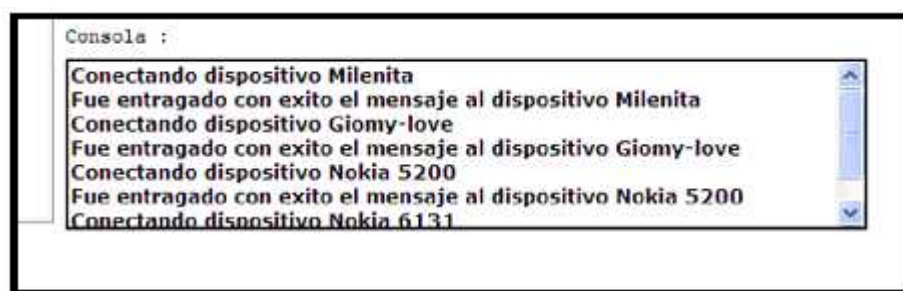 Consola :
Conectando dispositivo Milenita
Fue entragado con exito el mensaje al dispositivo Milenita
Conectando dispositivo Giomy-love
Fue entragado con exito el mensaje al dispositivo Giomy-love
Conectando dispositivo Nokia 5200
Fue entragado con exito el mensaje al dispositivo Nokia 5200
Conectando dispositivo Nokia 6131